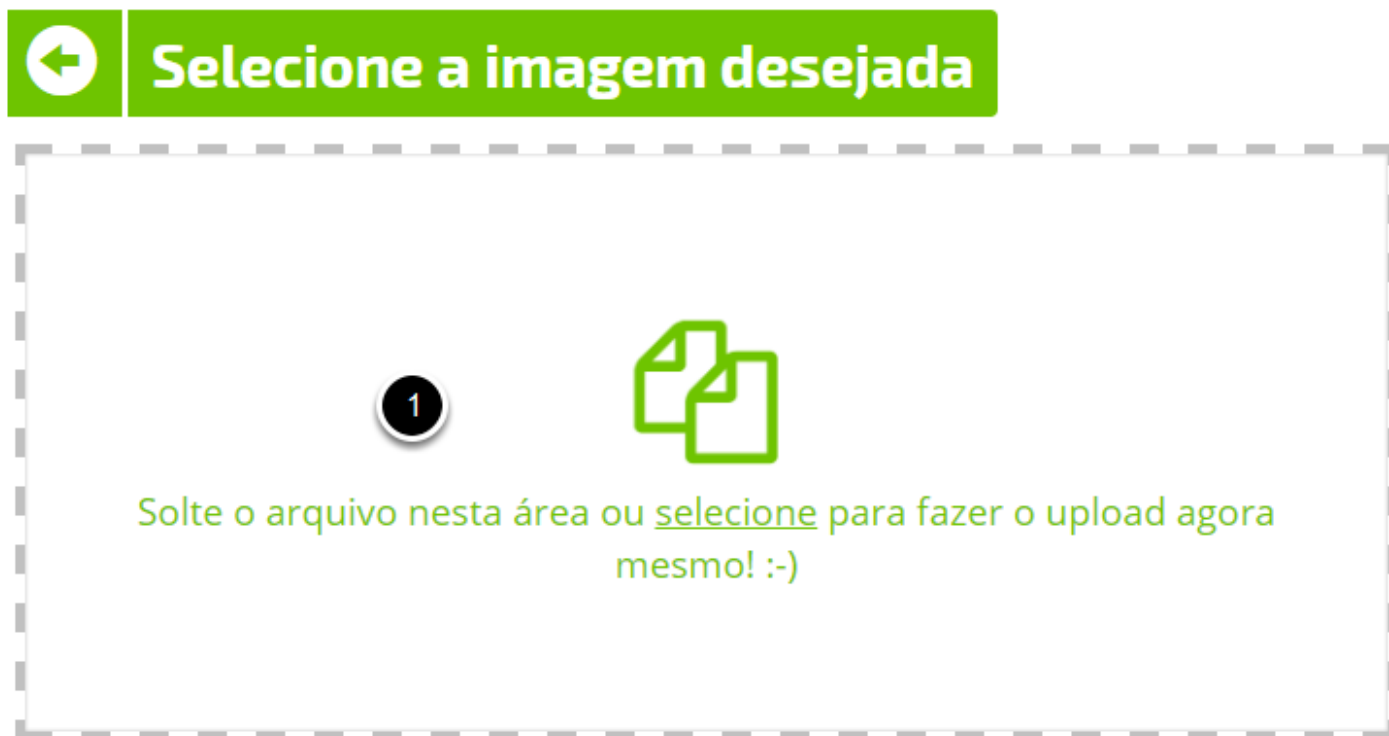 Selecione a imagem desejada
1
Solte o arquivo nesta área ou selecione para fazer o upload agora
mesmo! :-)